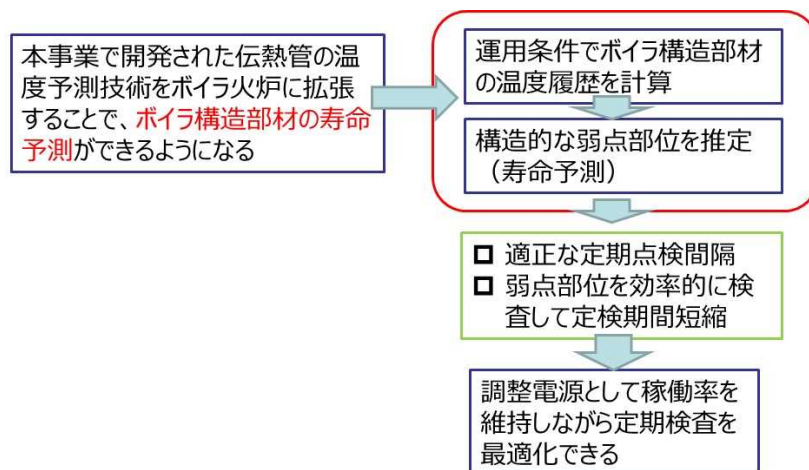 本事業で開発された伝熱管の温
度予測技術をボイラ火炉に拡張
することで、ボイラ構造部材の寿命
予測ができるようになる
運用条件でボイラ構造部材
の温度履歴を計算
構造的な弱点部位を推定
（寿命予測）
適正な定期点検間隔
弱点部位を効率的に検
査して定検期間短縮
調整電源として稼働率を
維持しながら定期検査を
最適化できる